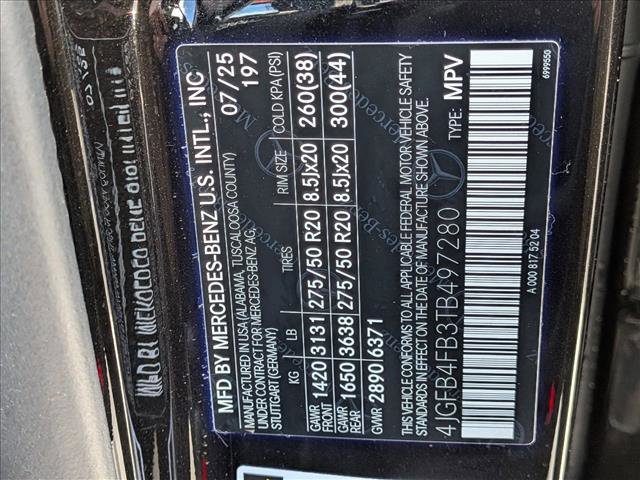 MFD BY MERCEDES-BENZ U.S. INTL., INC
MANUFACTURED IN USA (ALABAMA, TUSCALOOSA COUNTY) 07/25
UNDER CONTRACT FOR MERCEDES-BENZ AG, 197
STUTTGART (GERMANY)
KG LB TIRES RIM SIZE COLD KPA (PSI)
GAWR FRONT 1420 3131 275/50 R20 8.5Jx20 260(38)
GAWR REAR 1650 3638 275/50 R20 8.5Jx20 300(44)
GVWR 2890 6371
CONFORMS TO ALL APPLICABLE FEDERAL MOTOR VEHICLE SAFETY
STANDARDS IN EFFECT ON THE DATE OF MANUFACTURE SHOWN ABOVE.
4JGFB4FB3TB497280 TYPE: MPV
A 000 817 52 04 6999550
Mercedes-Benz